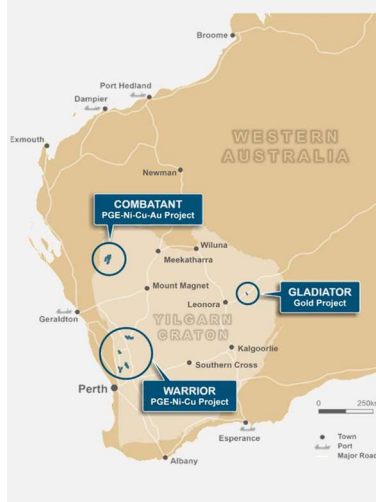 Broome
Port Hedland
Dampier
Exmouth
WESTERN
AUSTRALIA
Newman
COMBATANT
PGE-Ni-Cu-Au Project
Wiluna
Meekatharra
GLADIATOR
Gold Project
Mount Magnet
Leonora
Geraldton
YILGARN
CRATON
Kalgoorlie
Southern Cross
Perth
WARRIOR
PGE-Ni-Cu Project
0 250k
Esperance
Town
Port
Major Road
Albany